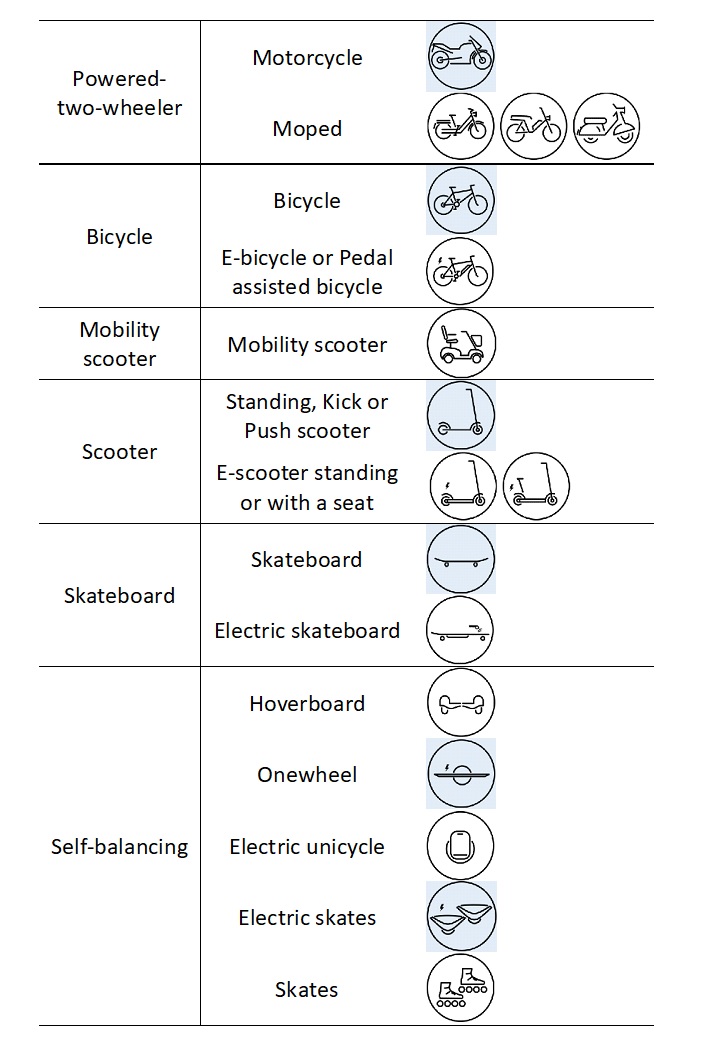 Powered-
two-wheeler
Motorcycle
Moped
Bicycle
Bicycle
E-bicycle or Pedal
assisted bicycle
Mobility
scooter
Mobility scooter
Scooter
Standing, Kick or
Push scooter
E-scooter standing
or with a seat
Skateboard
Skateboard
Electric skateboard
Self-balancing
Hoverboard
Onewheel
Electric unicycle
Electric skates
Skates